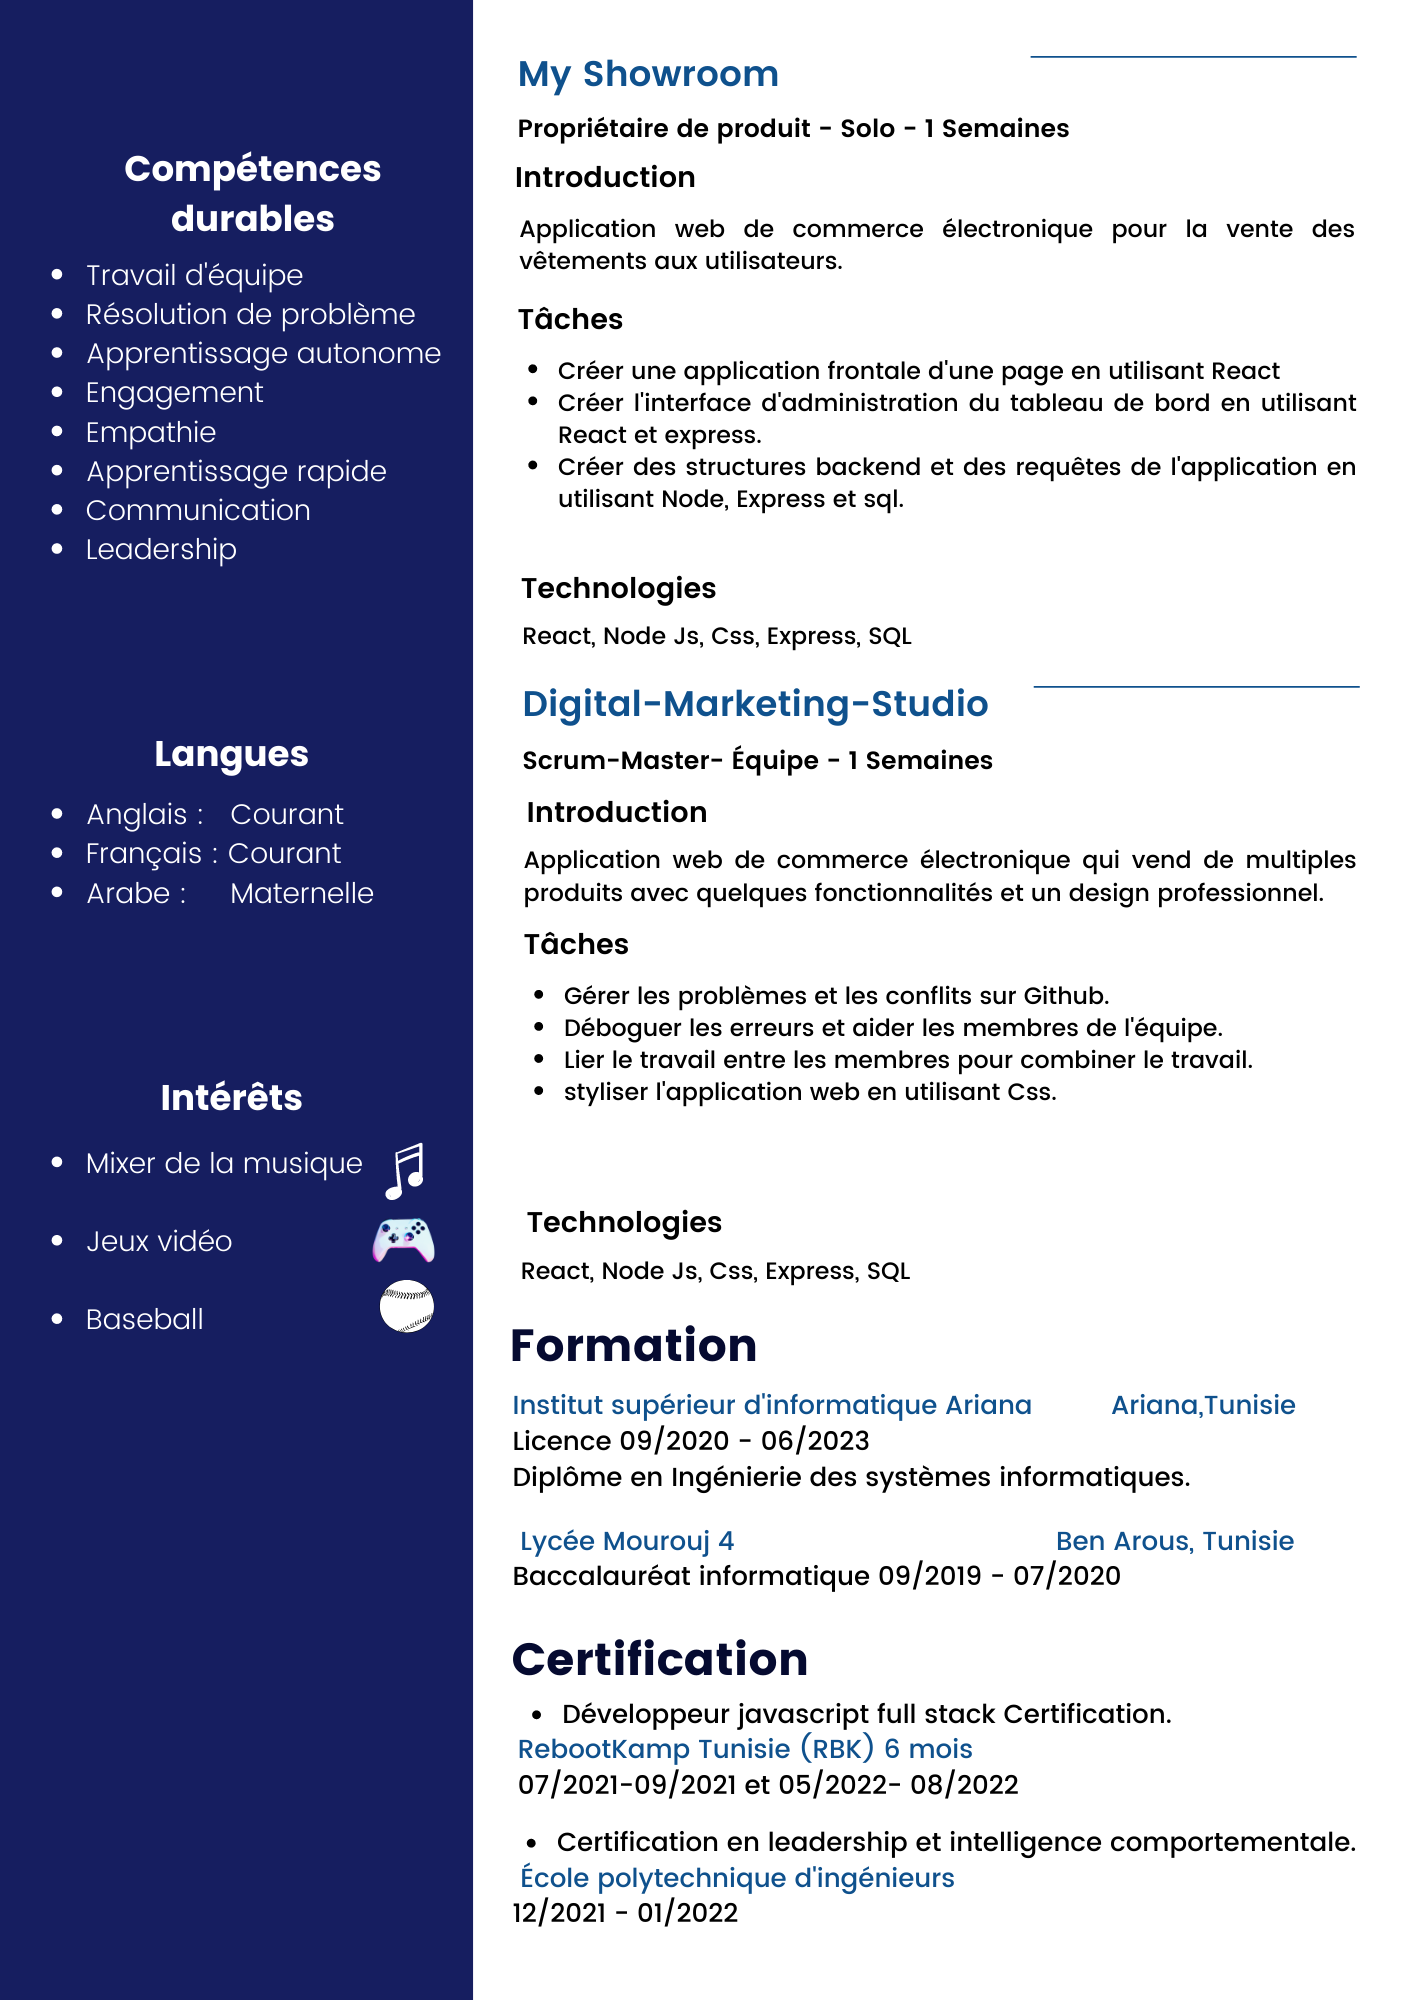 Compétences
durables
Travail d'équipe
Résolution de problème
Apprentissage autonome
Engagement
Empathie
Apprentissage rapide
Communication
Leadership
Langues
Anglais : Courant
Français : Courant
Arabe : Maternelle
Intérêts
Mixer de la musique
Jeux vidéo
Baseball
My Showroom
Propriétaire de produit - Solo - 1 Semaines
Introduction
Application web de commerce électronique pour la vente des
vêtements aux utilisateurs.
Tâches
Créer une application frontale d'une page en utilisant React
Créer l'interface d'administration du tableau de bord en utilisant
React et express.
Créer des structures backend et des requêtes de l'application en
utilisant Node, Express et sql.
Technologies
React, Node Js, Css, Express, SQL
Digital-Marketing-Studio
Scrum-Master- Équipe - 1 Semaines
Introduction
Application web de commerce électronique qui vend de multiples
produits avec quelques fonctionnalités et un design professionnel.
Tâches
Gérer les problèmes et les conflits sur Github.
Déboguer les erreurs et aider les membres de l'équipe.
Lier le travail entre les membres pour combiner le travail.
styliser l'application web en utilisant Css.
Technologies
React, Node Js, Css, Express, SQL
Formation
Institut supérieur d'informatique Ariana Ariana,Tunisie
Licence 09/2020 - 06/2023
Diplôme en Ingénierie des systèmes informatiques.
Lycée Mourouj 4 Ben Arous, Tunisie
Baccalauréat informatique 09/2019 - 07/2020
Certification
Développeur javascript full stack Certification.
RebootKamp Tunisie (RBK) 6 mois
07/2021-09/2021 et 05/2022- 08/2022
Certification en leadership et intelligence comportementale.
École polytechnique d'ingénieurs
12/2021 - 01/2022